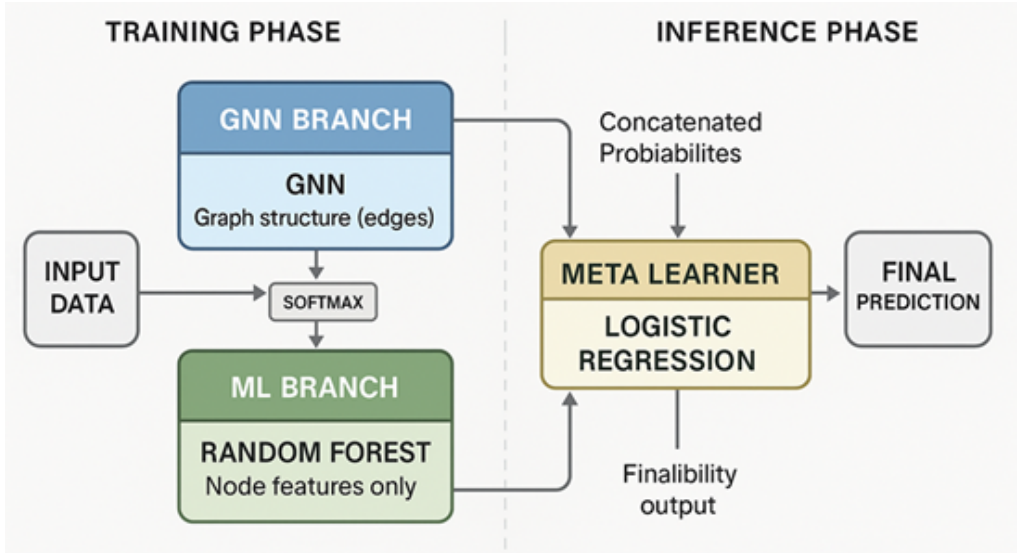 TRAINING PHASE
INFERENCE PHASE
GNN BRANCH
GNN
Graph structure (edges)
INPUT
DATA
SOFTMAX
ML BRANCH
RANDOM FOREST
Node features only
Concatenated
Probiabilites
META LEARNER
LOGISTIC
REGRESSION
Finalibility
output
FINAL
PREDICTION